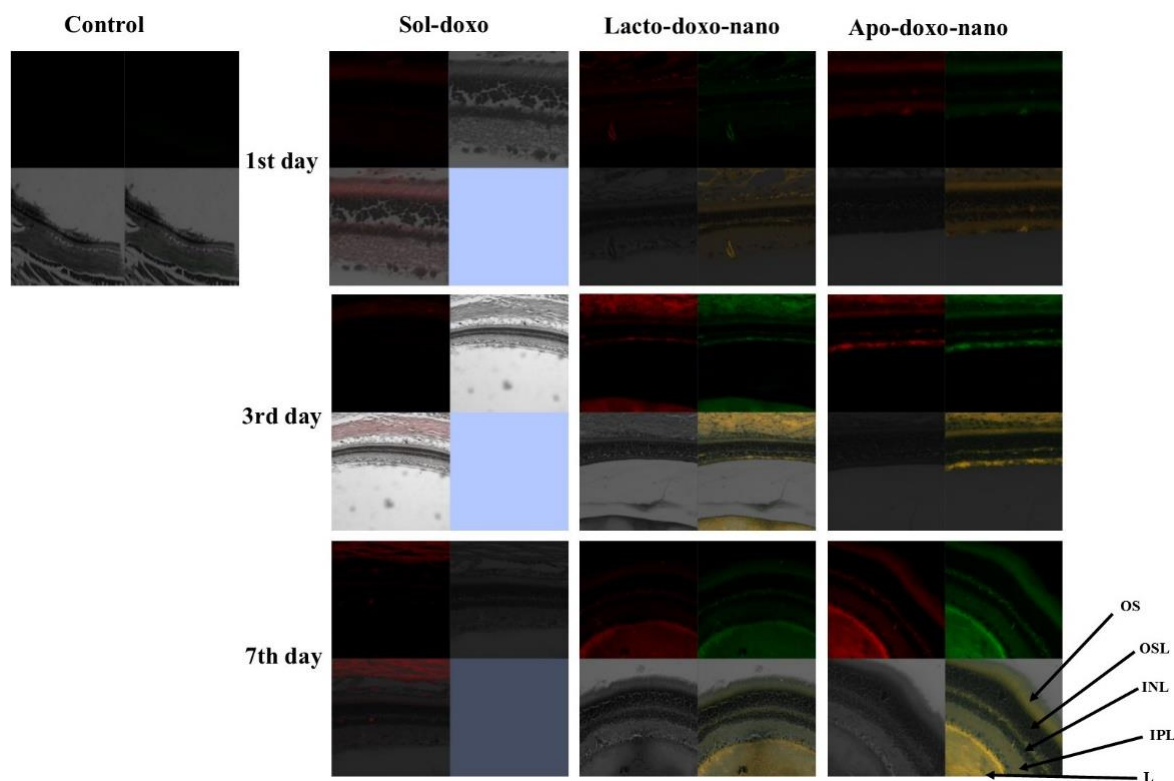 Control
Sol-doxo
Lacto-doxo-nano
Apo-doxo-nano
1st day
3rd day
7th day
OS
OSL
INL
IPL
L